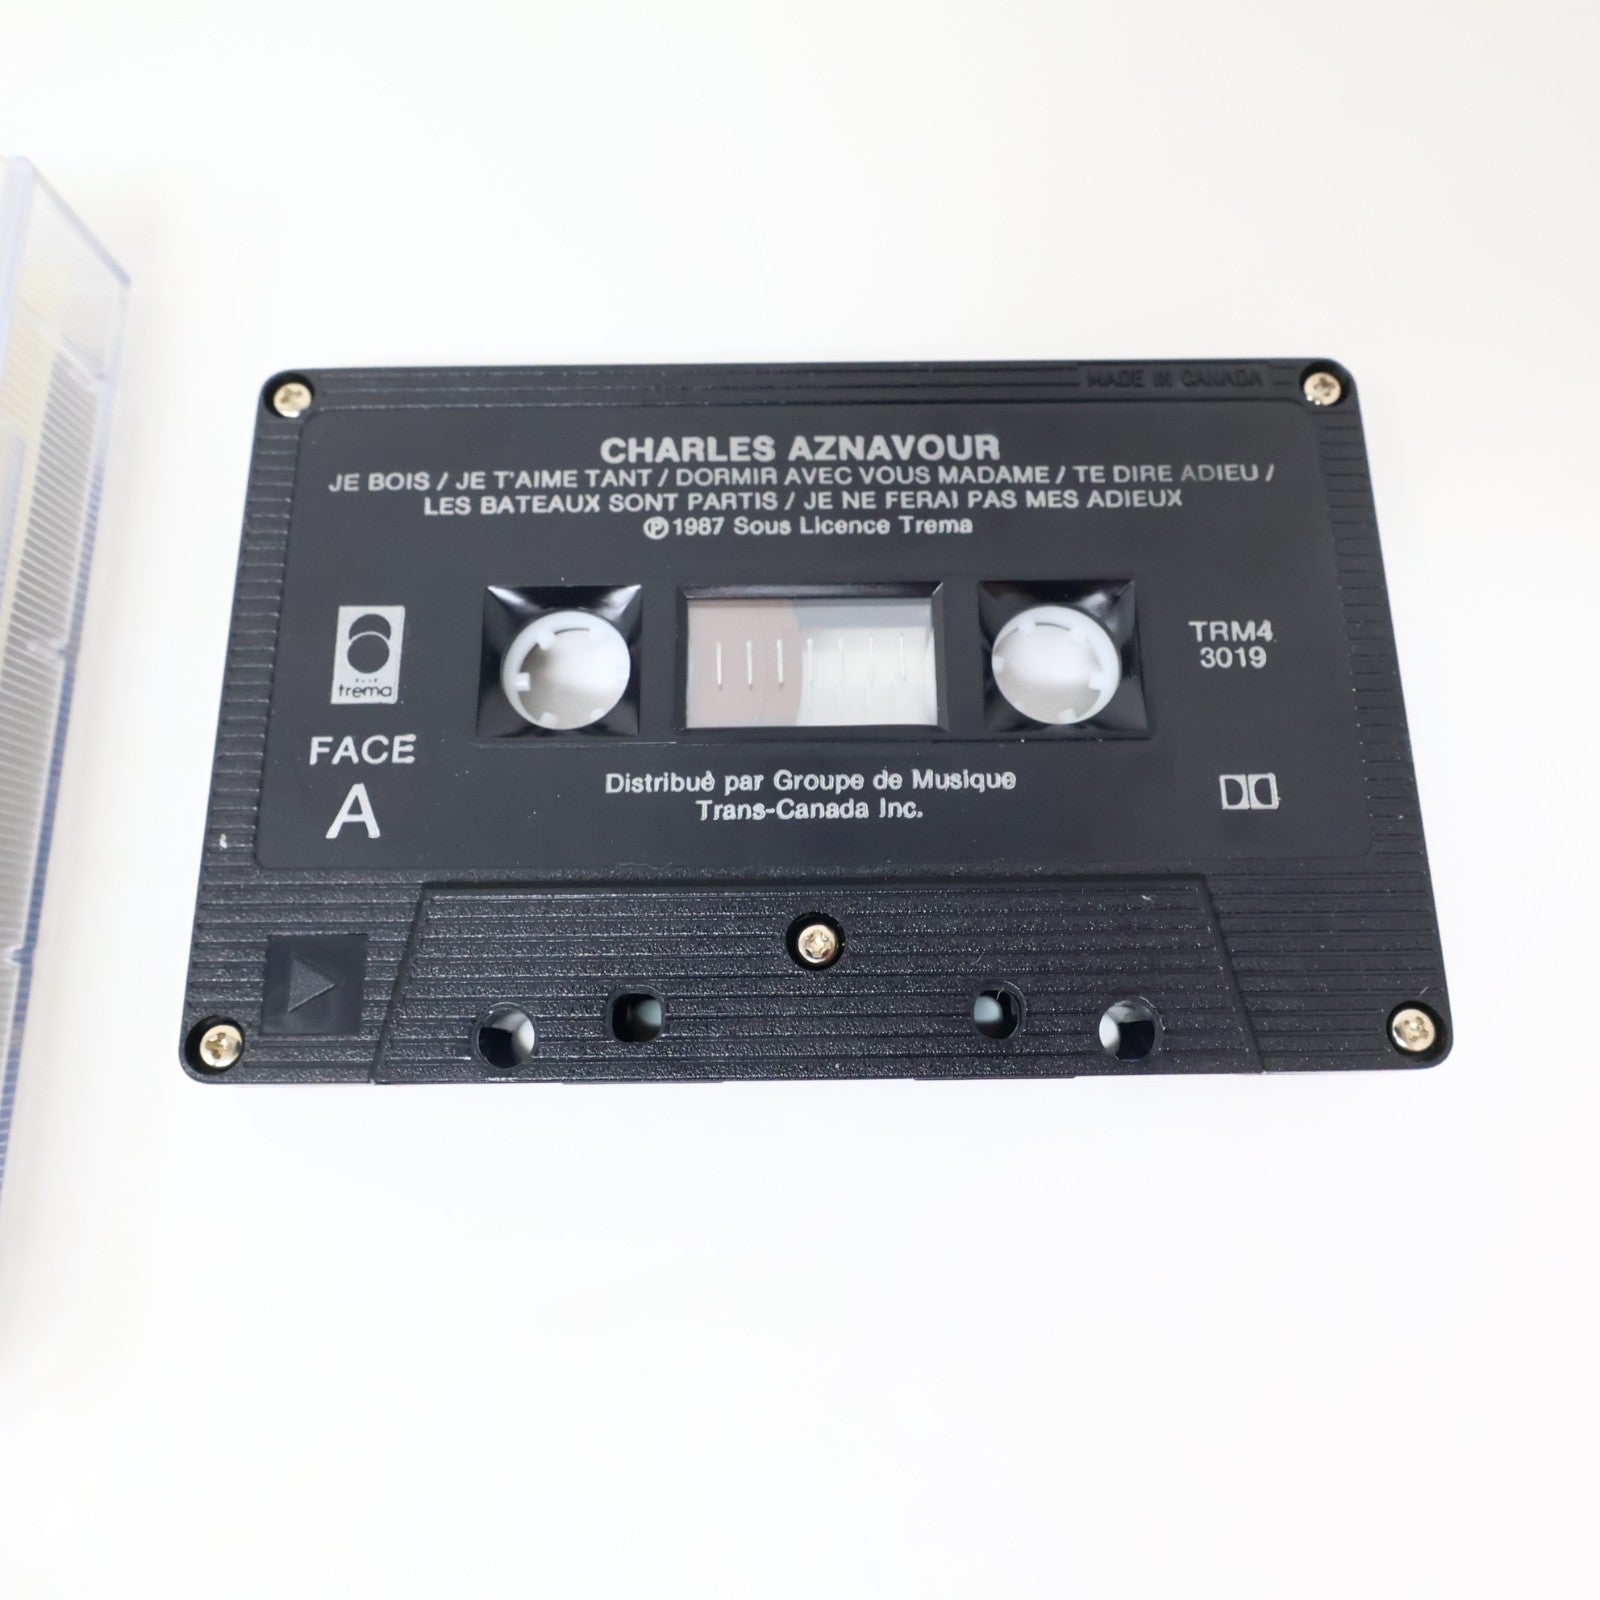 MADE IN CANADA
CHARLES AZNAVOUR
JE BOIS / JE T'AIME TANT / DORMIR AVEC VOUS MADAME / TE DIRE ADIEU /
LES BATEAUX SONT PARTIS / JE NE FERAI PAS MES ADIEUX
Ⓟ 1987 Sous Licence Trema
trema
TRM4
3019
FACE
A
Distribué par Groupe de Musique
Trans-Canada Inc.